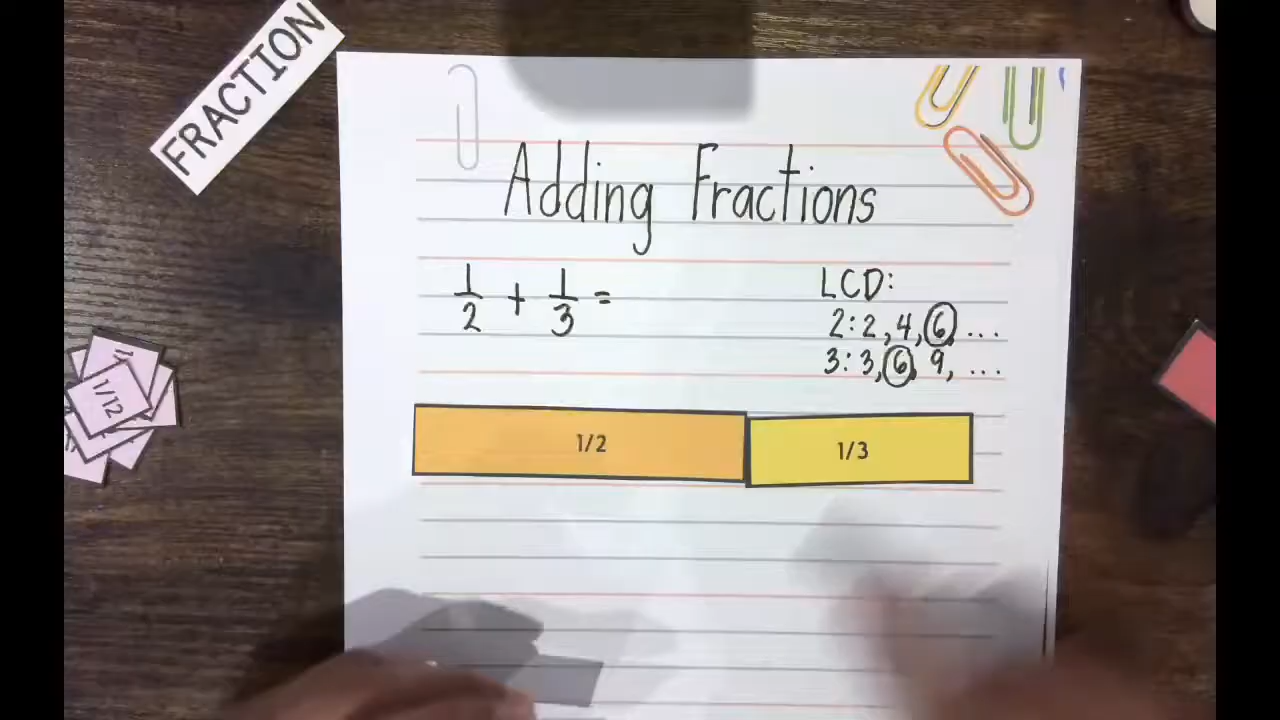 FRACTION
Adding Fractions
1/2 + 1/3 =
LCD:
2: 2, 4, 6, ...
3: 3, 6, 9, ...
1/2
1/3
1/12